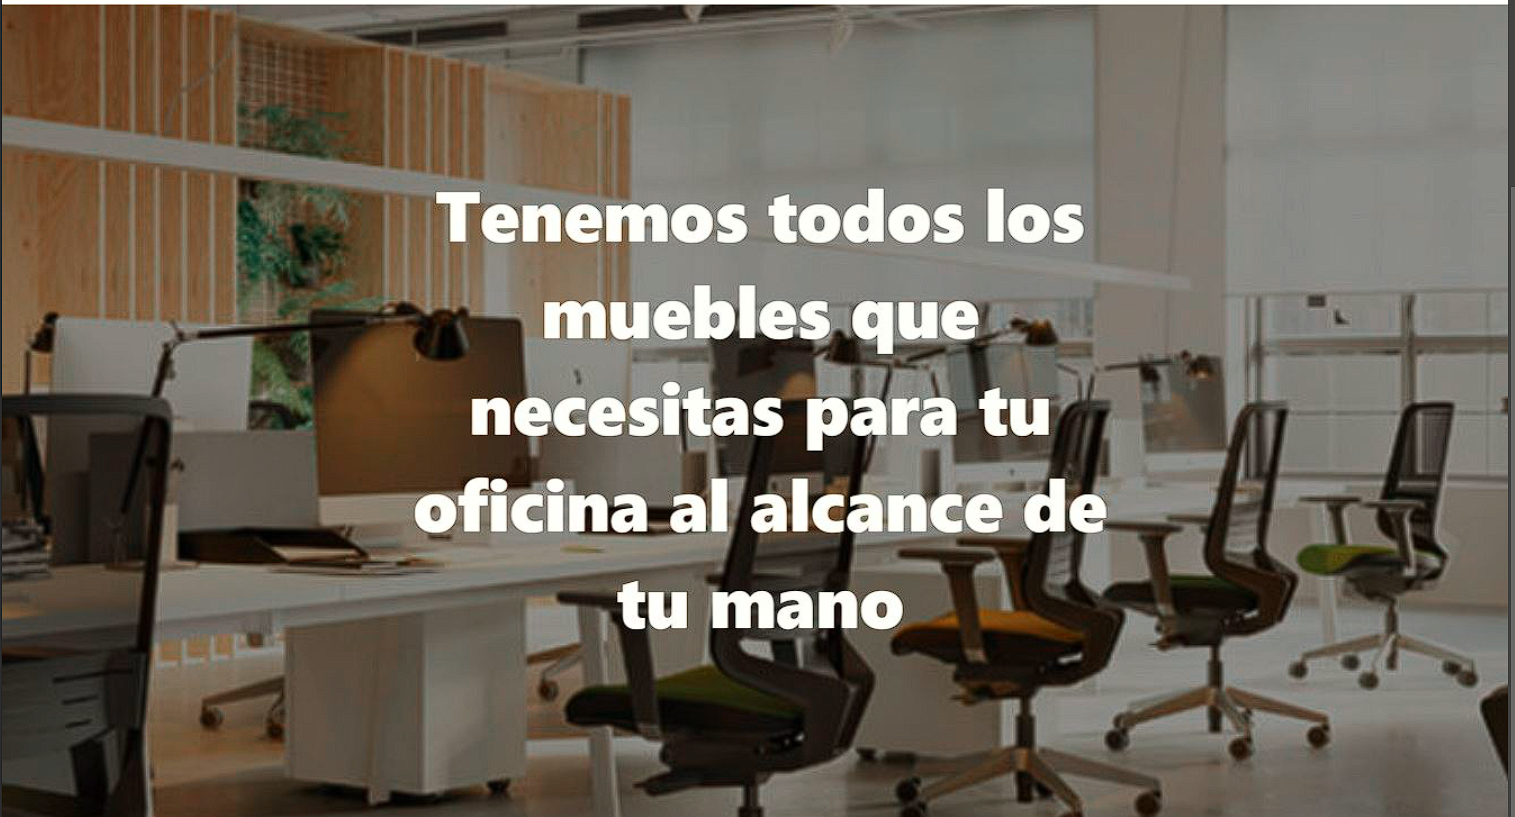 Tenemos todos los
muebles que
necesitas para tu
oficina al alcance de
tu mano